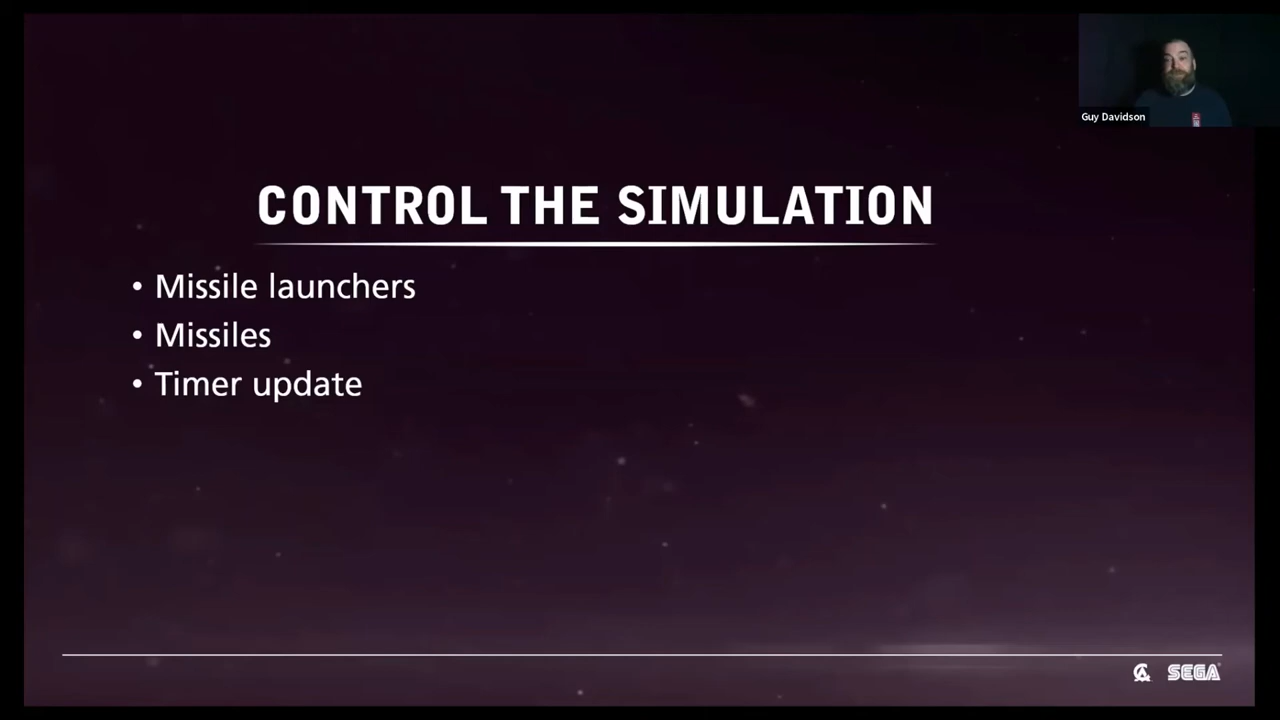 Guy Davidson
CONTROL THE SIMULATION
• Missile launchers
• Missiles
• Timer update
SEGA